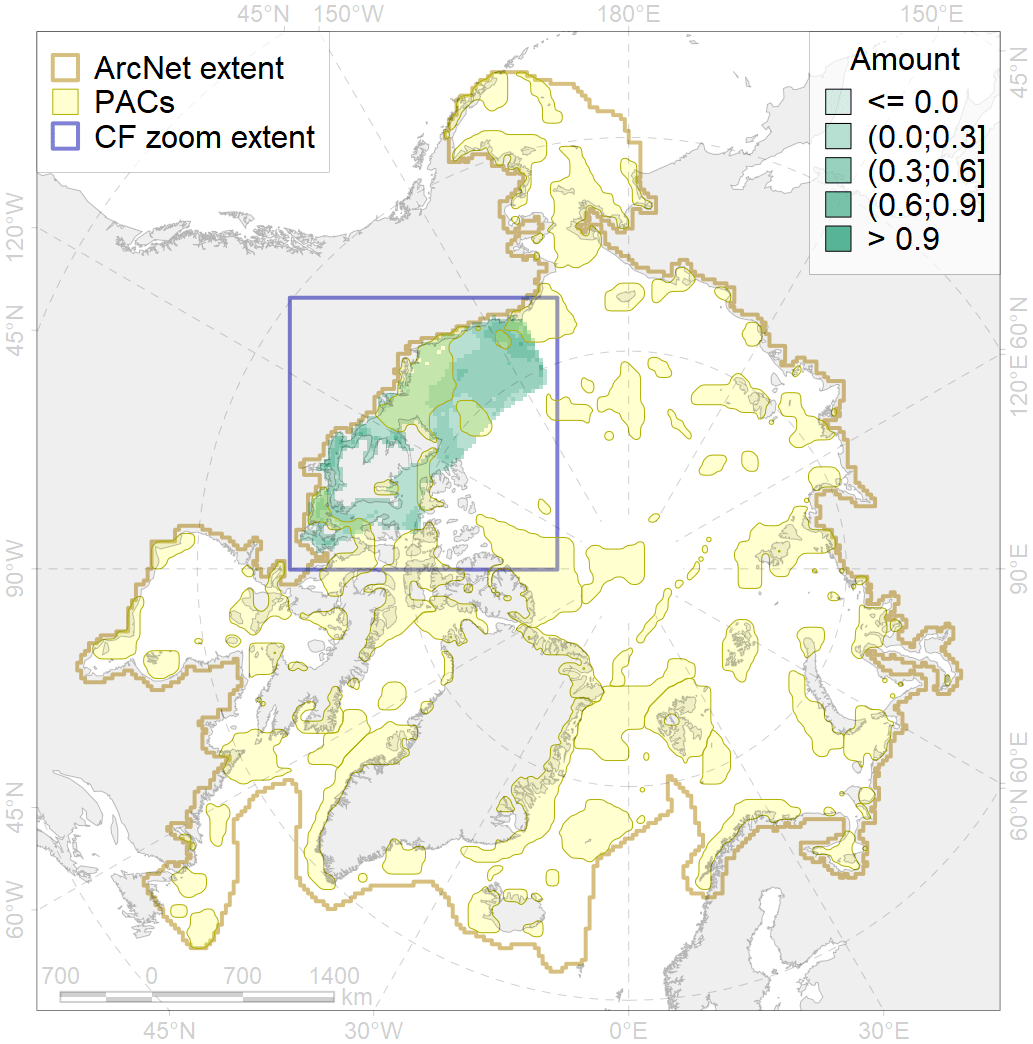 45°N 150°W 180°E 150°E
ArcNet extent
PACs
CF zoom extent
Amount
<= 0.0
(0.0;0.3]
(0.3;0.6]
(0.6;0.9]
> 0.9
45°N
120°W
45°N
60°N
120°E
90°W
90°E
60°E
45°N
60°N
60°W
700 0 700 1400
km
45°W 30°W 0°E 30°E